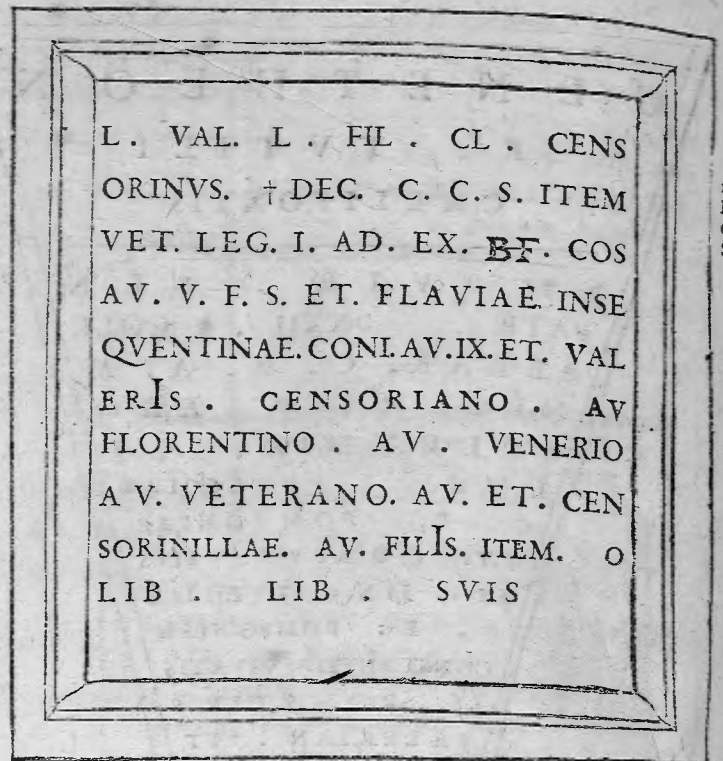 L . VAL. L . FIL . CL . CENS
ORINVS. † DEC. C. C. S. ITEM
VET. LEG. I. AD. EX. BF. COS
AV. V. F. S. ET. FLAVIAE INSE
QVENTINAE. CONI. AV. IX. ET. VAL
ERIS . CENSORIANO . AV
FLORENTINO . AV . VENERIO
AV. VETERANO. AV. ET. CEN
SORINILLAE. AV. FILIS. ITEM. O
LIB . LIB . SVIS